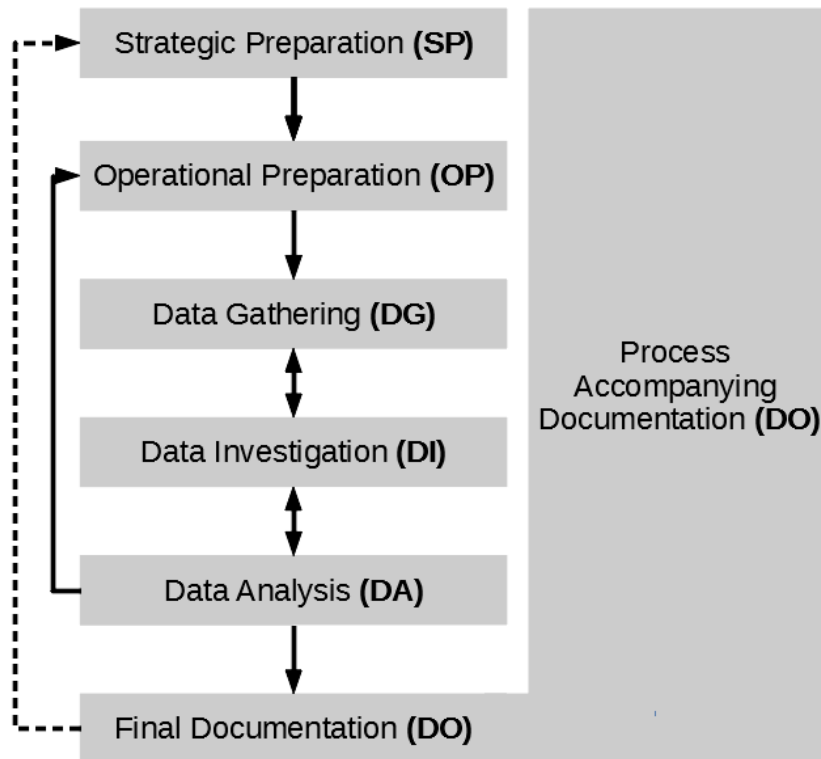 Strategic Preparation (SP)
Operational Preparation (OP)
Data Gathering (DG)
Data Investigation (DI)
Data Analysis (DA)
Final Documentation (DO)
Process
Accompanying
Documentation (DO)